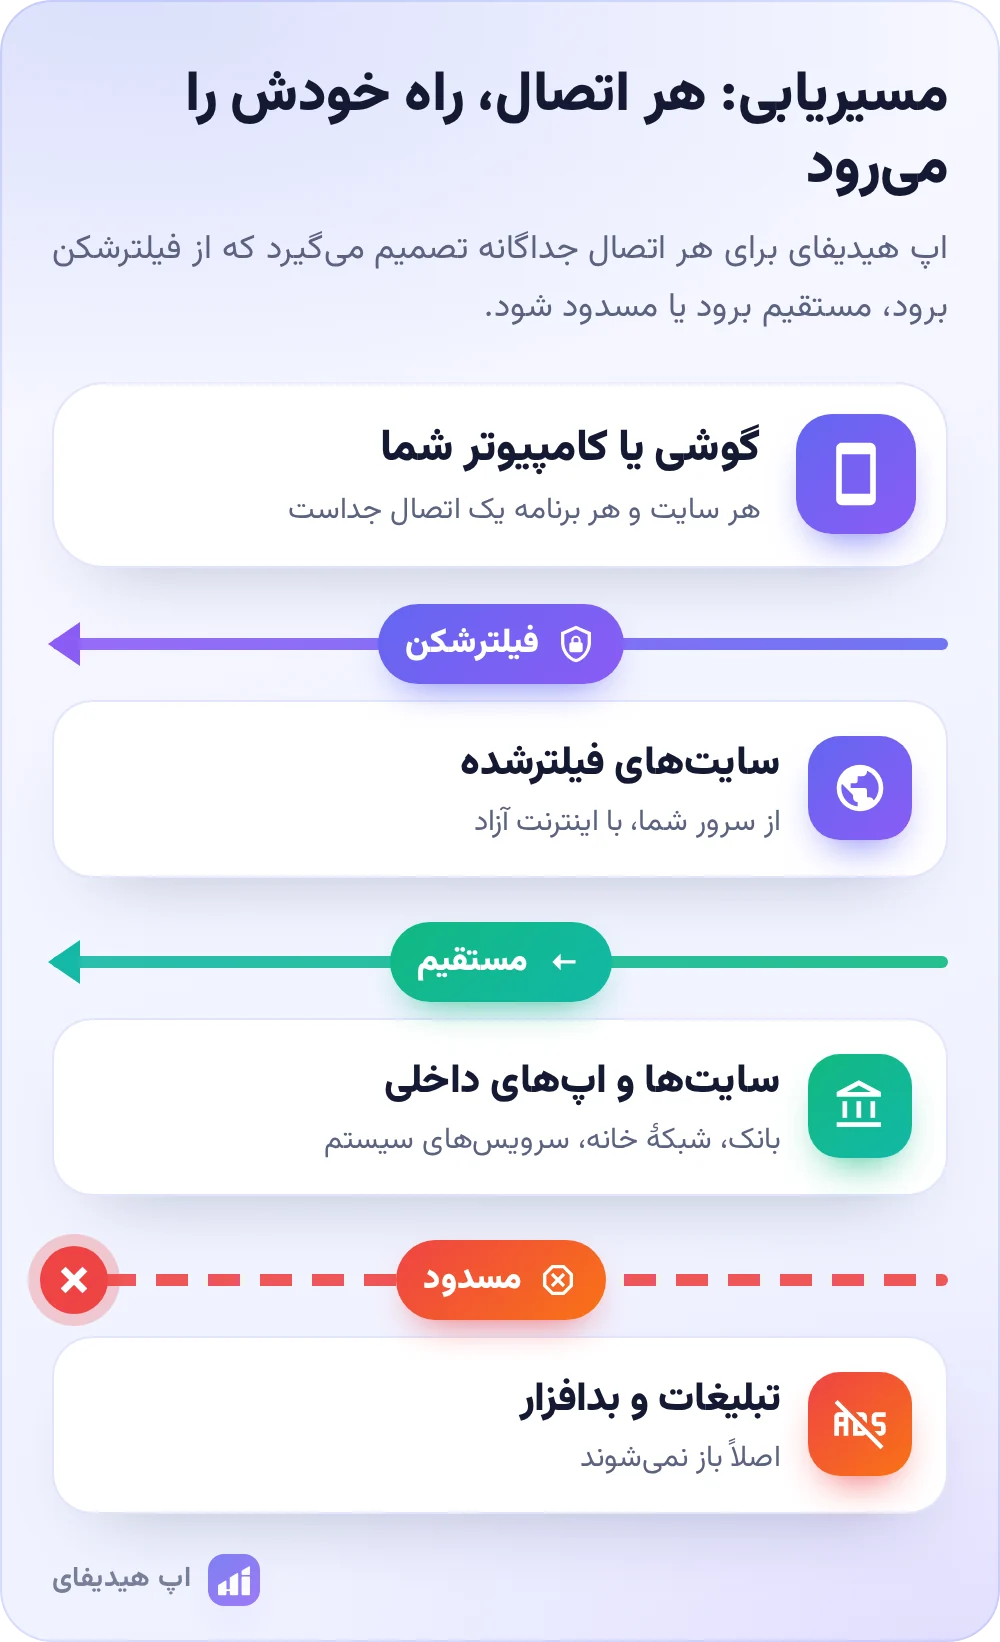 مسیریابی: هر اتصال، راه خودش را
می‌رود
اپ هیدیفای برای هر اتصال جداگانه تصمیم می‌گیرد که از فیلترشکن
برود، مستقیم برود یا مسدود شود.
گوشی یا کامپیوتر شما
هر سایت و هر برنامه یک اتصال جداست
فیلترشکن
سایت‌های فیلترشده
از سرور شما، با اینترنت آزاد
مستقیم
سایت‌ها و اپ‌های داخلی
بانک، شبکهٔ خانه، سرویس‌های سیستم
مسدود
تبلیغات و بدافزار
اصلاً باز نمی‌شوند
ADS
اپ هیدیفای